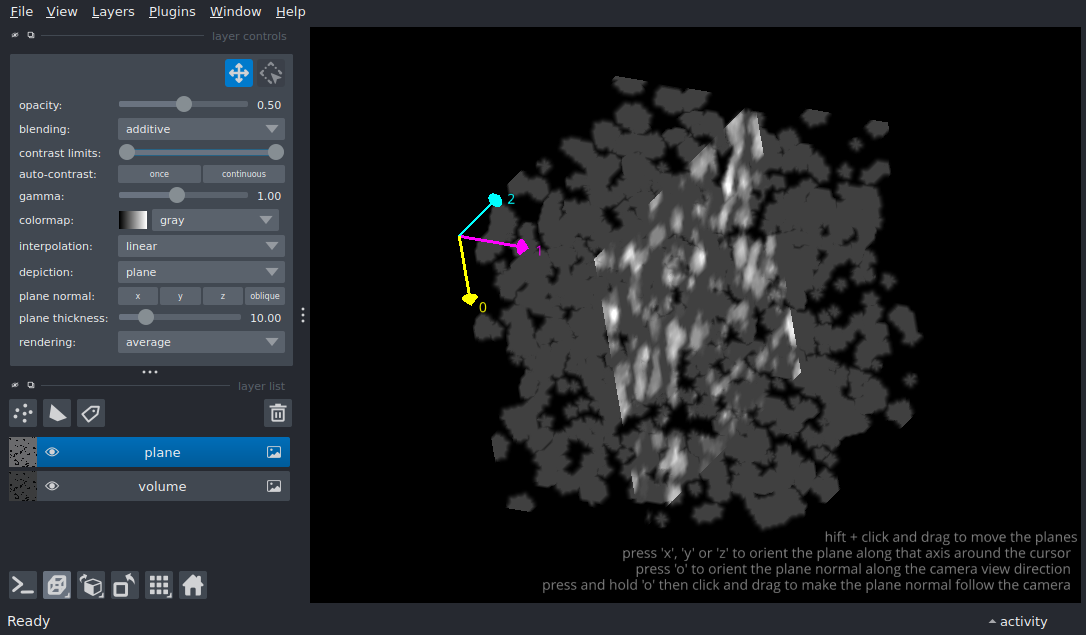 File View Layers Plugins Window Help
layer controls
opacity: 0.50
blending: additive
contrast limits:
auto-contrast: once continuous
gamma: 1.00
colormap: gray
interpolation: linear
depiction: plane
plane normal: x y z oblique
plane thickness: 10.00
rendering: average
layer list
plane
volume
2
1
0
hift + click and drag to move the planes
press 'x', 'y' or 'z' to orient the plane along that axis around the cursor
press 'o' to orient the plane normal along the camera view direction
press and hold 'o' then click and drag to make the plane normal follow the camera
Ready
activity